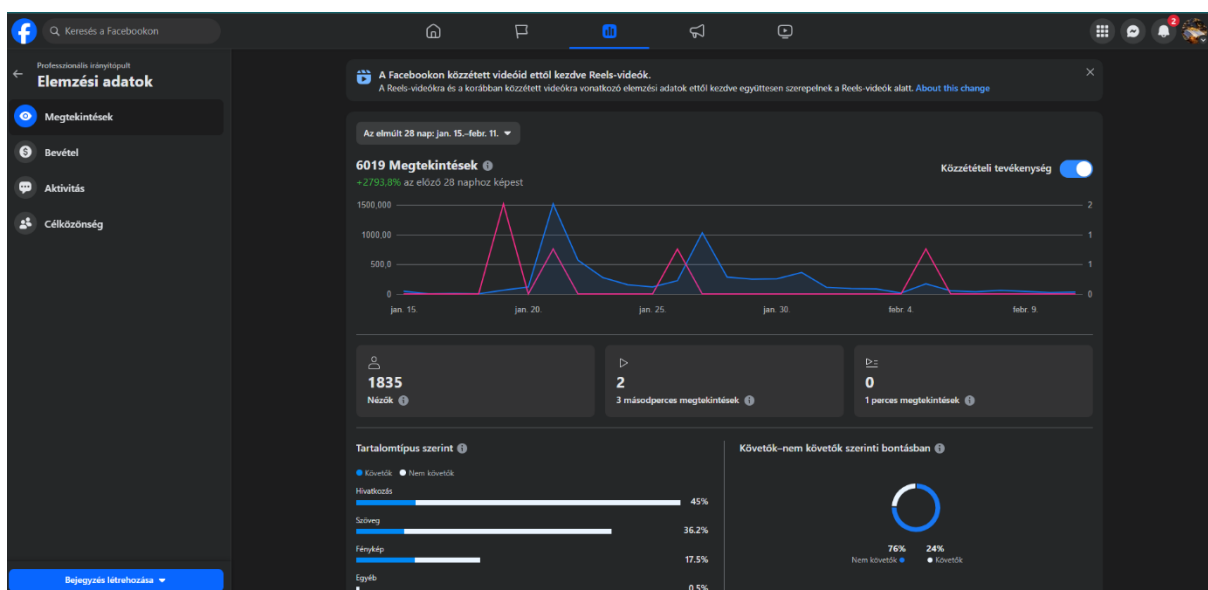 Keresés a Facebookon
2
Professzionális irányítópult
Elemzési adatok
Megtekintések
Bevétel
Aktivitás
Célközönség
Bejegyzés létrehozása
A Facebookon közzétett videóid ettől kezdve Reels-videók.
A Reels-videókra és a korábban közzétett videókra vonatkozó elemzési adatok ettől kezdve együttesen szerepelnek a Reels-videók alatt. About this change
Az elmúlt 28 nap: jan. 15.–febr. 11.
6019 Megtekintések
Közzétételi tevékenység
+2793,8% az előző 28 naphoz képest
1500,000 2
1000,00 1
500,0 1
0 0
jan. 15. jan. 20. jan. 25. jan. 30. febr. 4. febr. 9.
1835
Nézők
2
3 másodperces megtekintések
0
1 perces megtekintések
Tartalomtípus szerint
Követők Nem követők
Hivatkozás
45%
Szöveg
36.2%
Fénykép
17.5%
Egyéb
0.5%
Követők–nem követők szerinti bontásban
76% 24%
Nem követők Követők